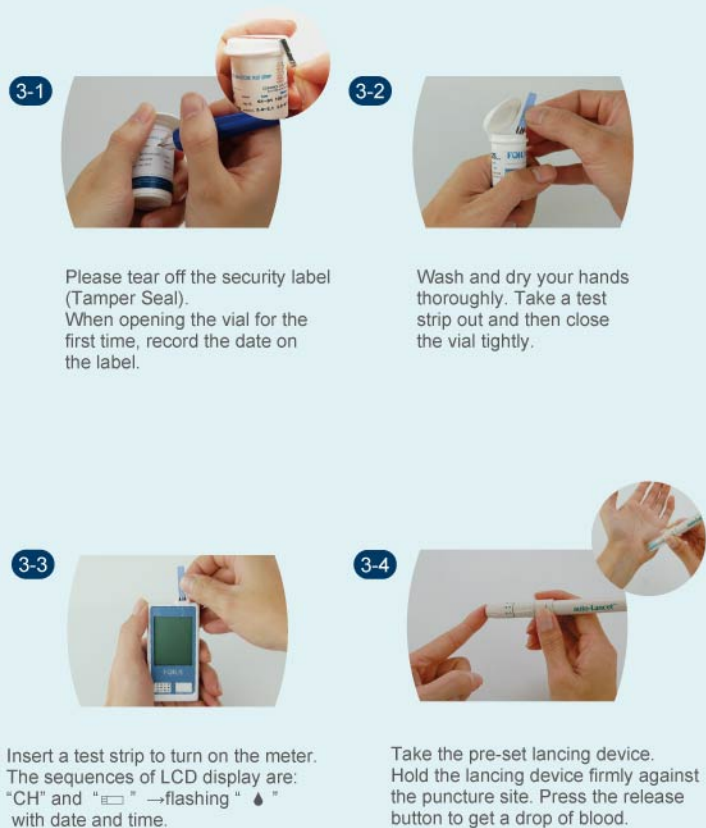 3-1
Please tear off the security label
(Tamper Seal).
When opening the vial for the
first time, record the date on
the label.
3-2
Wash and dry your hands
thoroughly. Take a test
strip out and then close
the vial tightly.
3-3
Insert a test strip to turn on the meter.
The sequences of LCD display are:
“CH” and “ ” →flashing “ ”
with date and time.
3-4
auto-Lancet
Take the pre-set lancing device.
Hold the lancing device firmly against
the puncture site. Press the release
button to get a drop of blood.